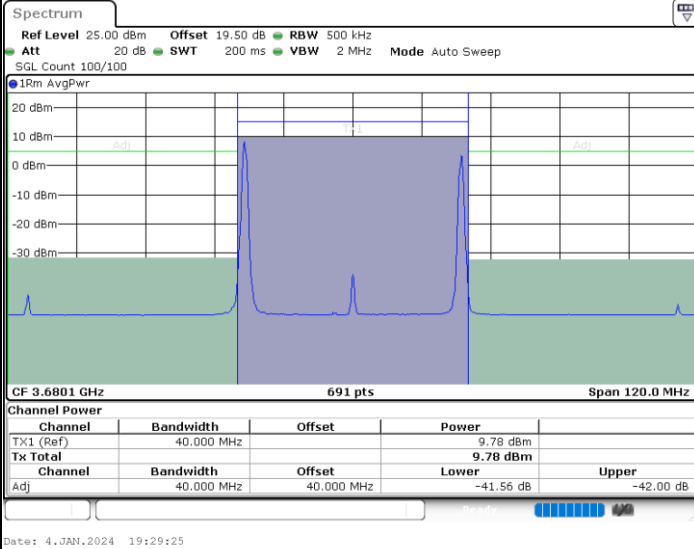 Spectrum
Ref Level 25.00 dBm Offset 19.50 dB RBW 500 kHz
Att 20 dB SWT 200 ms VBW 2 MHz Mode Auto Sweep
SGL Count 100/100
1Rm AvgPwr
20 dBm
TX1
10 dBm
Adj Adj
0 dBm
-10 dBm
-20 dBm
-30 dBm
CF 3.6801 GHz 691 pts Span 120.0 MHz
Channel Power
Channel Bandwidth Offset Power
TX1 (Ref) 40.000 MHz 9.78 dBm
Tx Total 9.78 dBm
Channel Bandwidth Offset Lower Upper
Adj 40.000 MHz 40.000 MHz -41.56 dB -42.00 dB
Ready
Date: 4.JAN.2024 19:29:25